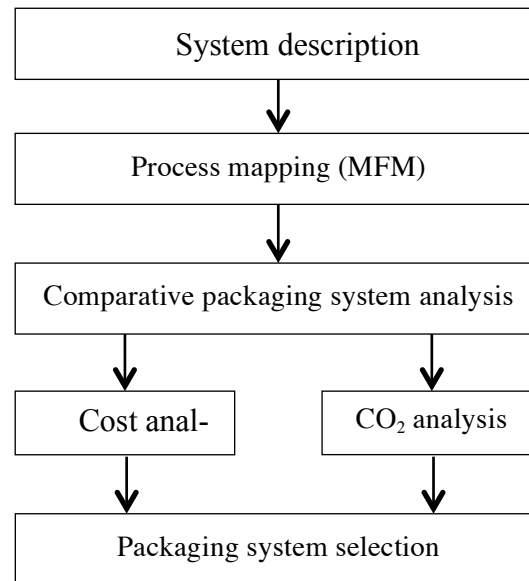 System description
Process mapping (MFM)
Comparative packaging system analysis
Cost anal-
CO₂ analysis
Packaging system selection